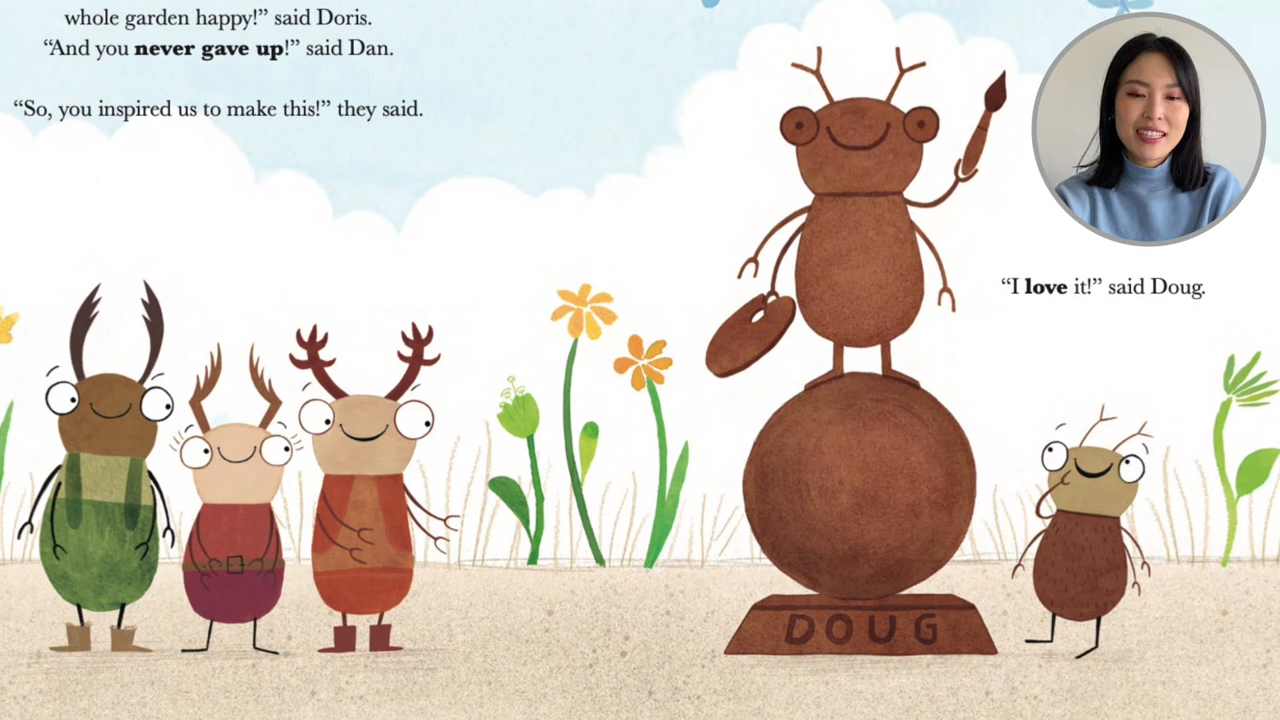 whole garden happy!” said Doris.
“And you never gave up!” said Dan.
“So, you inspired us to make this!” they said.
“I love it!” said Doug.
DOUG